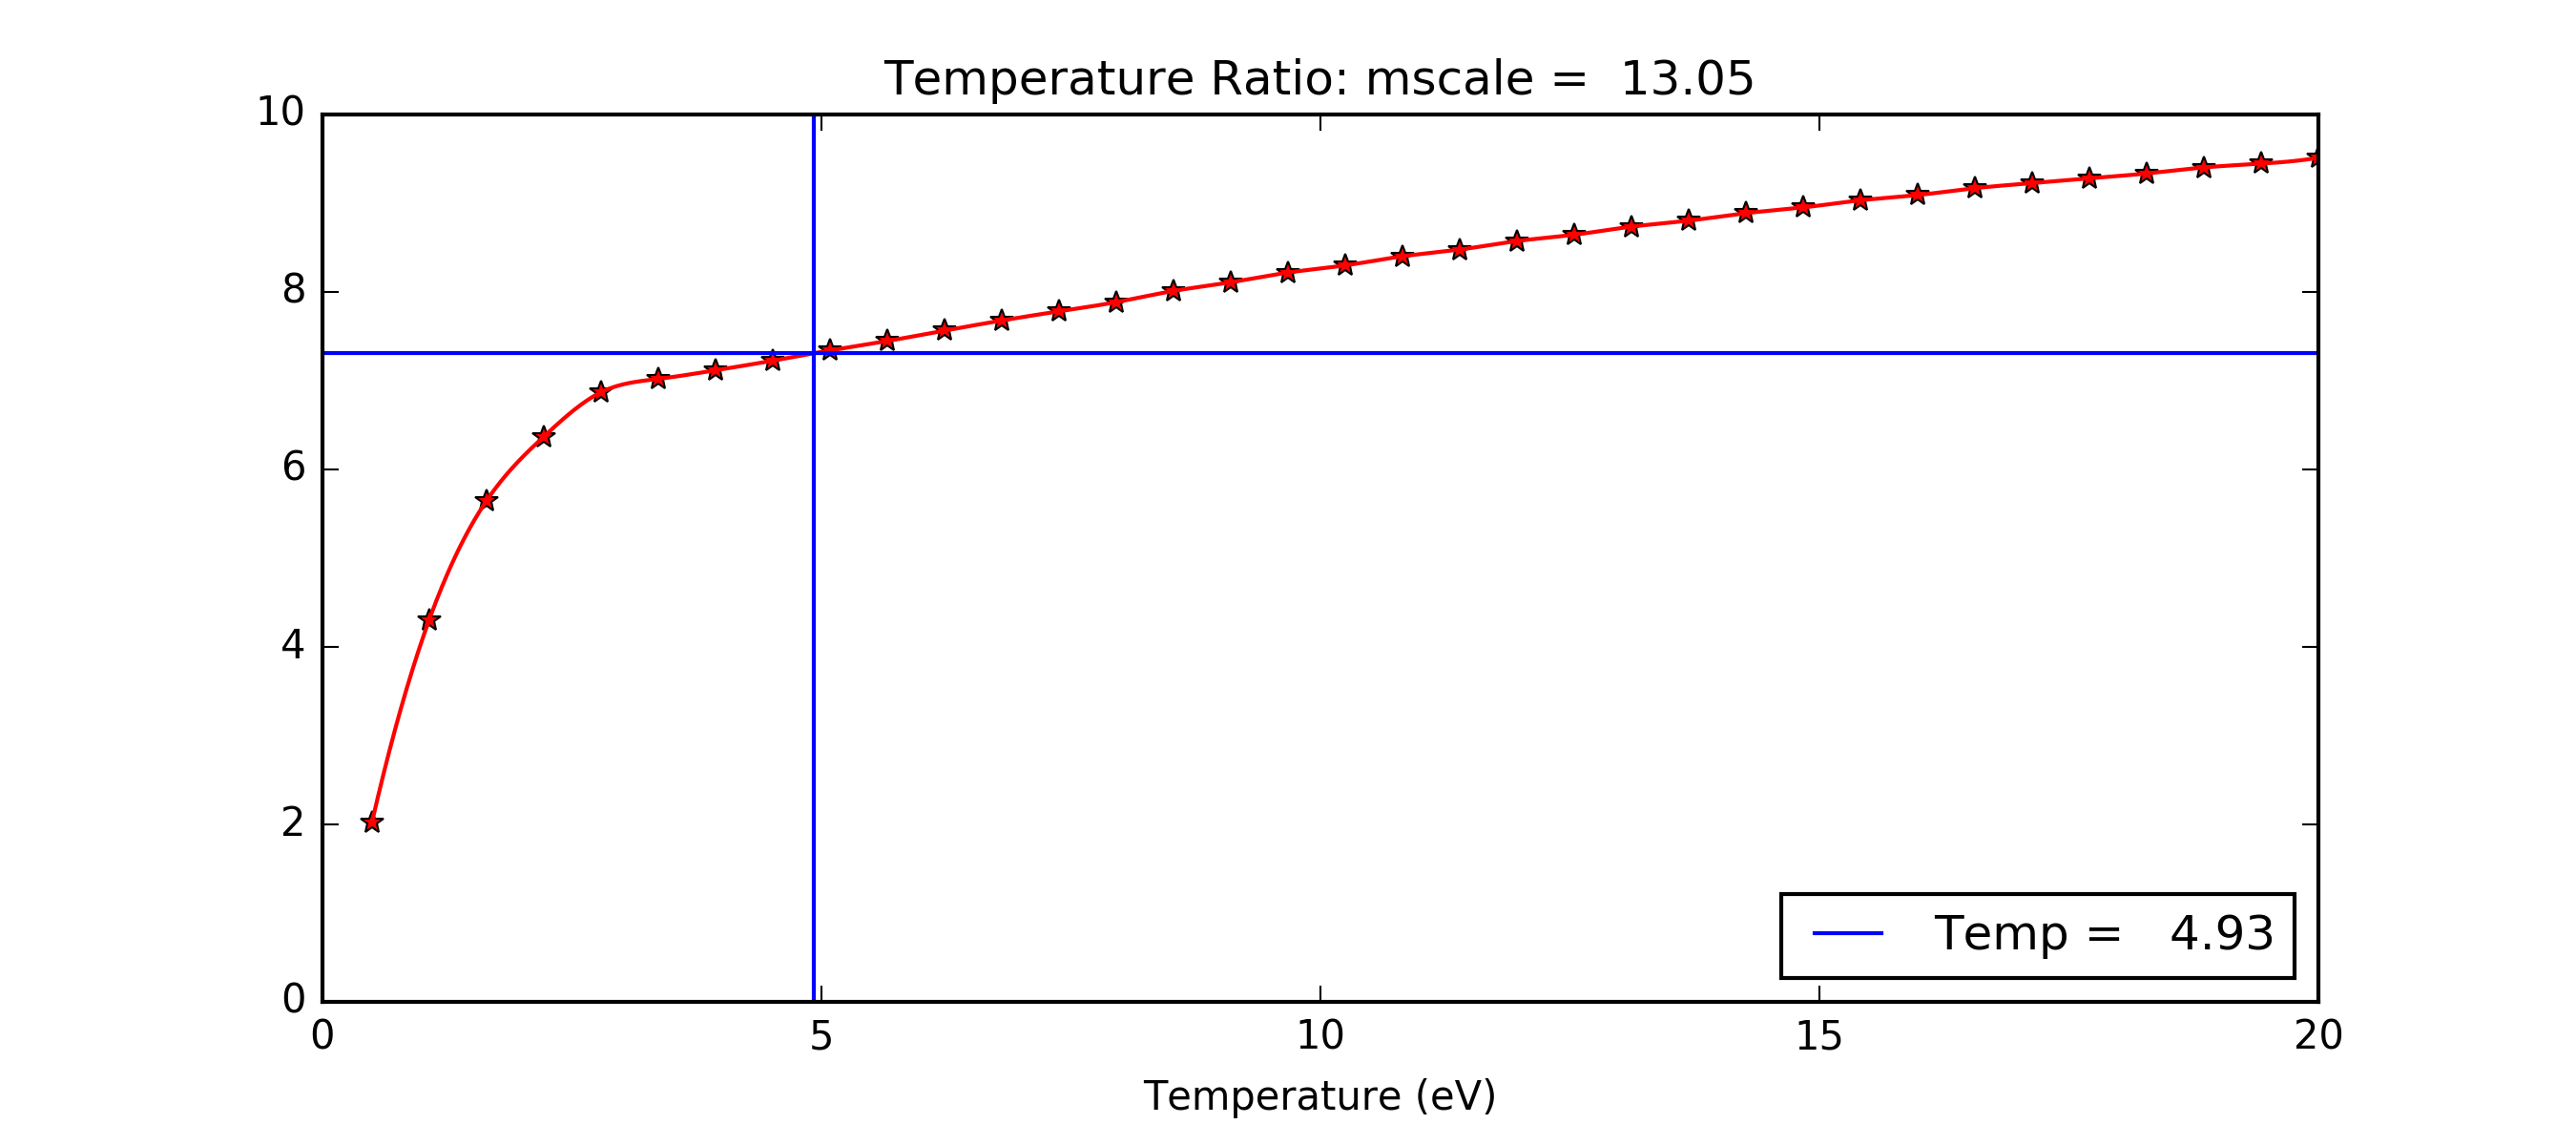 Temperature Ratio: mscale =  13.05
10
8
6
4
2
0
0 5 10 15 20
Temp =   4.93
Temperature (eV)